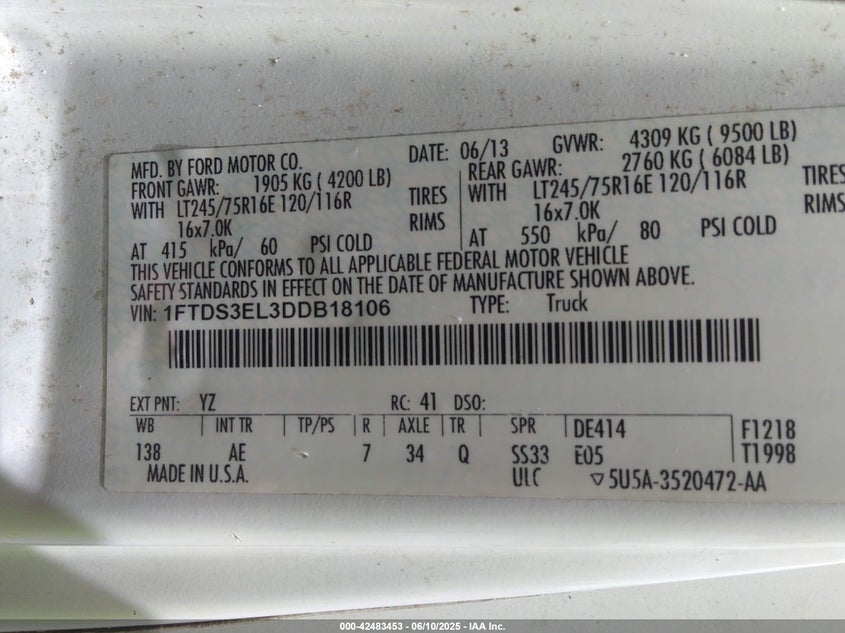 MFD. BY FORD MOTOR CO.
DATE: 06/13
GVWR: 4309 KG ( 9500 LB)
FRONT GAWR: 1905 KG ( 4200 LB)
WITH LT245/75R16E 120/116R TIRES
16x7.0K RIMS
AT 415 kPa/ 60 PSI COLD
REAR GAWR: 2760 KG ( 6084 LB)
WITH LT245/75R16E 120/116R TIRES
16x7.0K RIMS
AT 550 kPa/ 80 PSI COLD
THIS VEHICLE CONFORMS TO ALL APPLICABLE FEDERAL MOTOR VEHICLE
SAFETY STANDARDS IN EFFECT ON THE DATE OF MANUFACTURE SHOWN ABOVE.
VIN: 1FTDS3EL3DDB18106
TYPE: Truck
EXT PNT: YZ RC: 41 DSO:
WB INT TR TP/PS R AXLE TR SPR DE414 F1218
138 AE 7 34 Q SS33 E05 T1998
MADE IN U.S.A. ULC ▽5U5A-3520472-AA
000-42483453 - 06/10/2025 - IAA Inc.